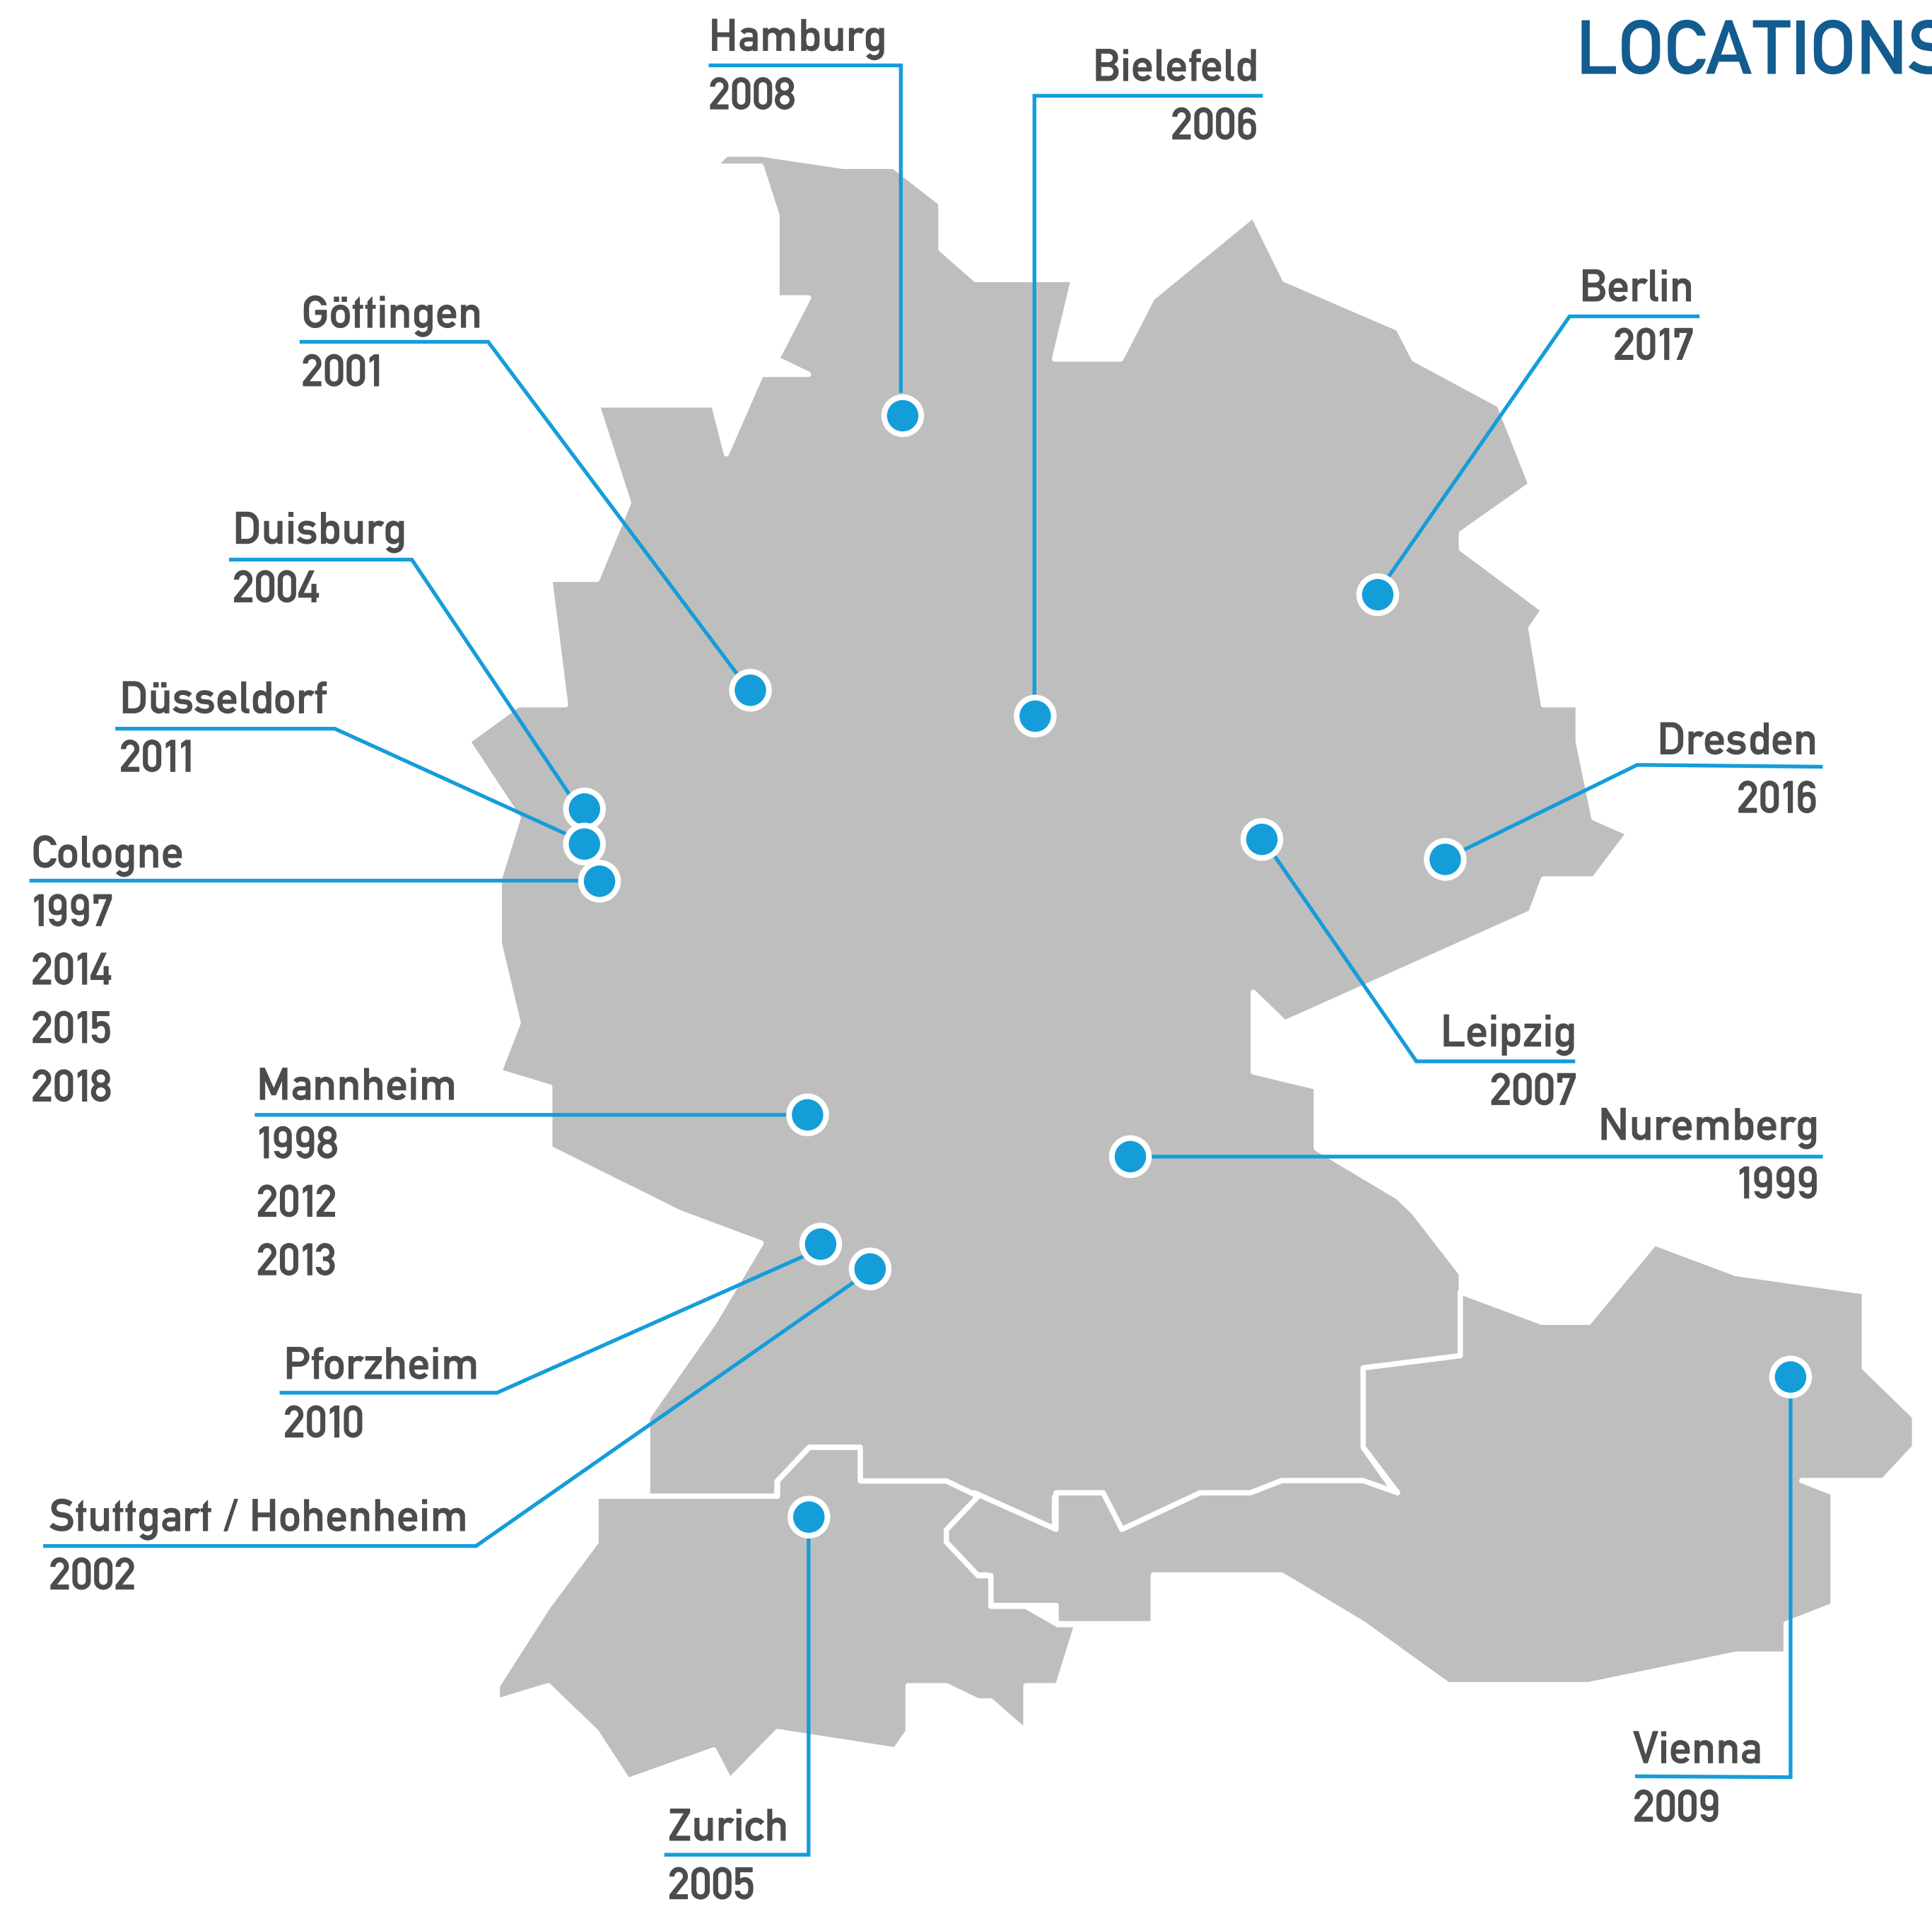 LOCATIONS
Hamburg
2008
Bielefeld
2006
Berlin
2017
Göttingen
2001
Duisburg
2004
Düsseldorf
2011
Dresden
2016
Cologne
1997
2014
2015
2018
Leipzig
2007
Mannheim
1998
2012
2013
Nuremberg
1999
Pforzheim
2010
Stuttgart / Hohenheim
2002
Vienna
2009
Zurich
2005